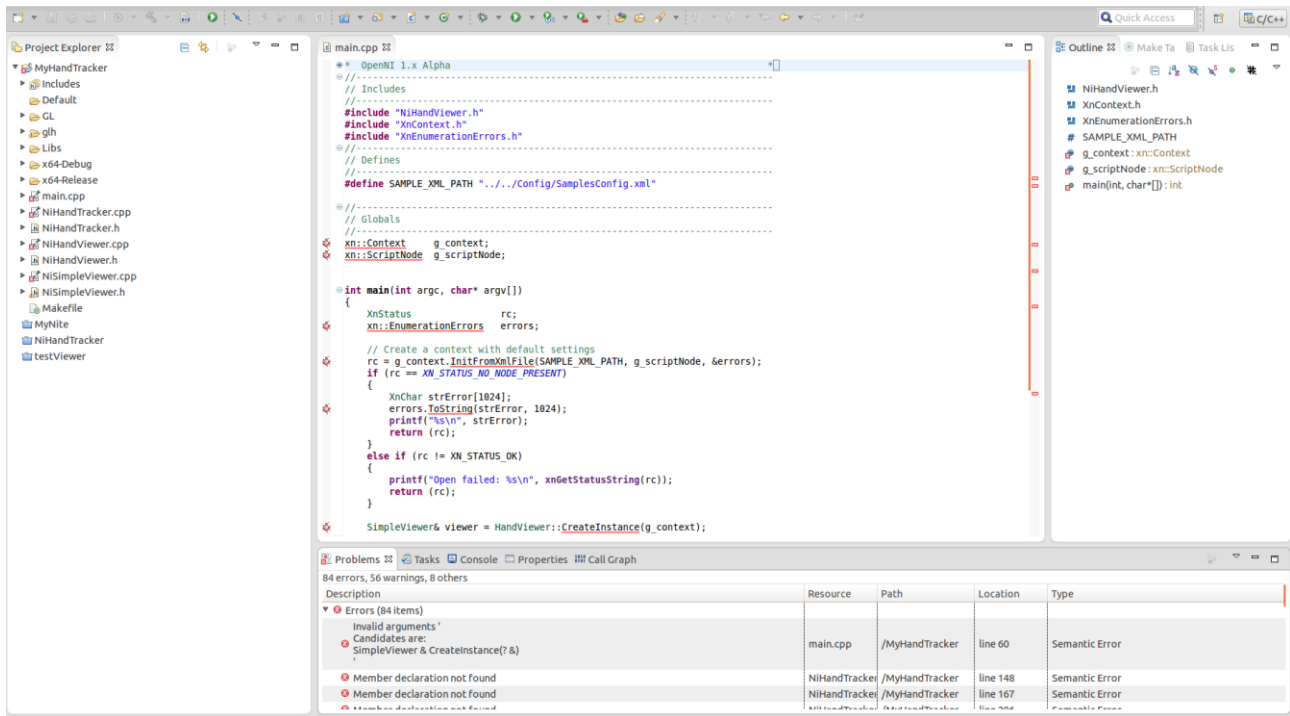 Quick Access
C/C++
Project Explorer
MyHandTracker
Includes
Default
GL
glh
Libs
x64-Debug
x64-Release
main.cpp
NiHandTracker.cpp
NiHandTracker.h
NiHandViewer.cpp
NiHandViewer.h
NiSimpleViewer.cpp
NiSimpleViewer.h
Makefile
MyNite
NiHandTracker
testViewer
main.cpp
* OpenNI 1.x Alpha *
//---------------------------------------------------------------------------
// Includes
//---------------------------------------------------------------------------
#include "NiHandViewer.h"
#include "XnContext.h"
#include "XnEnumerationErrors.h"
//---------------------------------------------------------------------------
// Defines
//---------------------------------------------------------------------------
#define SAMPLE_XML_PATH "../../Config/SamplesConfig.xml"
//---------------------------------------------------------------------------
// Globals
//---------------------------------------------------------------------------
xn::Context g_context;
xn::ScriptNode g_scriptNode;
int main(int argc, char* argv[])
{
XnStatus rc;
xn::EnumerationErrors errors;
// Create a context with default settings
rc = g_context.InitFromXmlFile(SAMPLE_XML_PATH, g_scriptNode, &errors);
if (rc == XN_STATUS_NO_NODE_PRESENT)
{
XnChar strError[1024];
errors.ToString(strError, 1024);
printf("%s\n", strError);
return (rc);
}
else if (rc != XN_STATUS_OK)
{
printf("Open failed: %s\n", xnGetStatusString(rc));
return (rc);
}
SimpleViewer& viewer = HandViewer::CreateInstance(g_context);
Outline Make Ta Task Lis
NiHandViewer.h
XnContext.h
XnEnumerationErrors.h
# SAMPLE_XML_PATH
g_context : xn::Context
g_scriptNode : xn::ScriptNode
main(int, char*[]) : int
Problems Tasks Console Properties Call Graph
84 errors, 56 warnings, 8 others
Description Resource Path Location Type
Errors (84 items)
Invalid arguments '
Candidates are:
SimpleViewer & CreateInstance(? &)
'
main.cpp /MyHandTracker line 60 Semantic Error
Member declaration not found NiHandTracker /MyHandTracker line 148 Semantic Error
Member declaration not found NiHandTracker /MyHandTracker line 167 Semantic Error